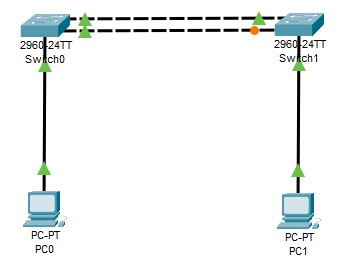 2960-24TT
Switch0
2960-24TT
Switch1
PC-PT
PC0
PC-PT
PC1